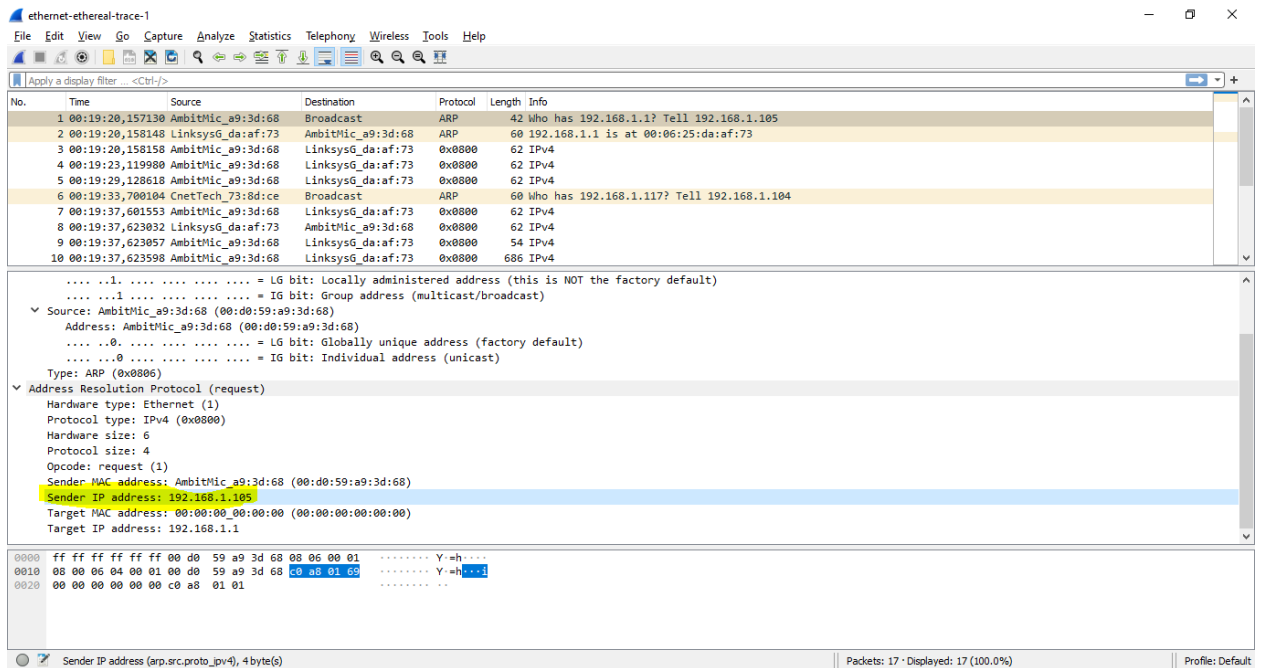 ethernet-ethereal-trace-1
File Edit View Go Capture Analyze Statistics Telephony Wireless Tools Help
Apply a display filter ... <Ctrl-/>
No. Time Source Destination Protocol Length Info
1 00:19:20,157130 AmbitMic_a9:3d:68 Broadcast ARP 42 Who has 192.168.1.1? Tell 192.168.1.105
2 00:19:20,158148 LinksysG_da:af:73 AmbitMic_a9:3d:68 ARP 60 192.168.1.1 is at 00:06:25:da:af:73
3 00:19:20,158158 AmbitMic_a9:3d:68 LinksysG_da:af:73 0x0800 62 IPv4
4 00:19:23,119980 AmbitMic_a9:3d:68 LinksysG_da:af:73 0x0800 62 IPv4
5 00:19:29,128618 AmbitMic_a9:3d:68 LinksysG_da:af:73 0x0800 62 IPv4
6 00:19:33,700104 CnetTech_73:8d:ce Broadcast ARP 60 Who has 192.168.1.117? Tell 192.168.1.104
7 00:19:37,601553 AmbitMic_a9:3d:68 LinksysG_da:af:73 0x0800 62 IPv4
8 00:19:37,623032 LinksysG_da:af:73 AmbitMic_a9:3d:68 0x0800 62 IPv4
9 00:19:37,623057 AmbitMic_a9:3d:68 LinksysG_da:af:73 0x0800 54 IPv4
10 00:19:37,623598 AmbitMic_a9:3d:68 LinksysG_da:af:73 0x0800 686 IPv4
.... ..1. .... .... .... .... = LG bit: Locally administered address (this is NOT the factory default)
.... ...1 .... .... .... .... = IG bit: Group address (multicast/broadcast)
Source: AmbitMic_a9:3d:68 (00:d0:59:a9:3d:68)
Address: AmbitMic_a9:3d:68 (00:d0:59:a9:3d:68)
.... ..0. .... .... .... .... = LG bit: Globally unique address (factory default)
.... ...0 .... .... .... .... = IG bit: Individual address (unicast)
Type: ARP (0x0806)
Address Resolution Protocol (request)
Hardware type: Ethernet (1)
Protocol type: IPv4 (0x0800)
Hardware size: 6
Protocol size: 4
Opcode: request (1)
Sender MAC address: AmbitMic_a9:3d:68 (00:d0:59:a9:3d:68)
Sender IP address: 192.168.1.105
Target MAC address: 00:00:00_00:00:00 (00:00:00:00:00:00)
Target IP address: 192.168.1.1
0000 ff ff ff ff ff ff 00 d0 59 a9 3d 68 08 06 00 01 ········ Y·=h····
0010 08 00 06 04 00 01 00 d0 59 a9 3d 68 c0 a8 01 69 ········ Y·=h···i
0020 00 00 00 00 00 00 c0 a8 01 01 ········ ··
Sender IP address (arp.src.proto_ipv4), 4 byte(s) Packets: 17 · Displayed: 17 (100.0%) Profile: Default